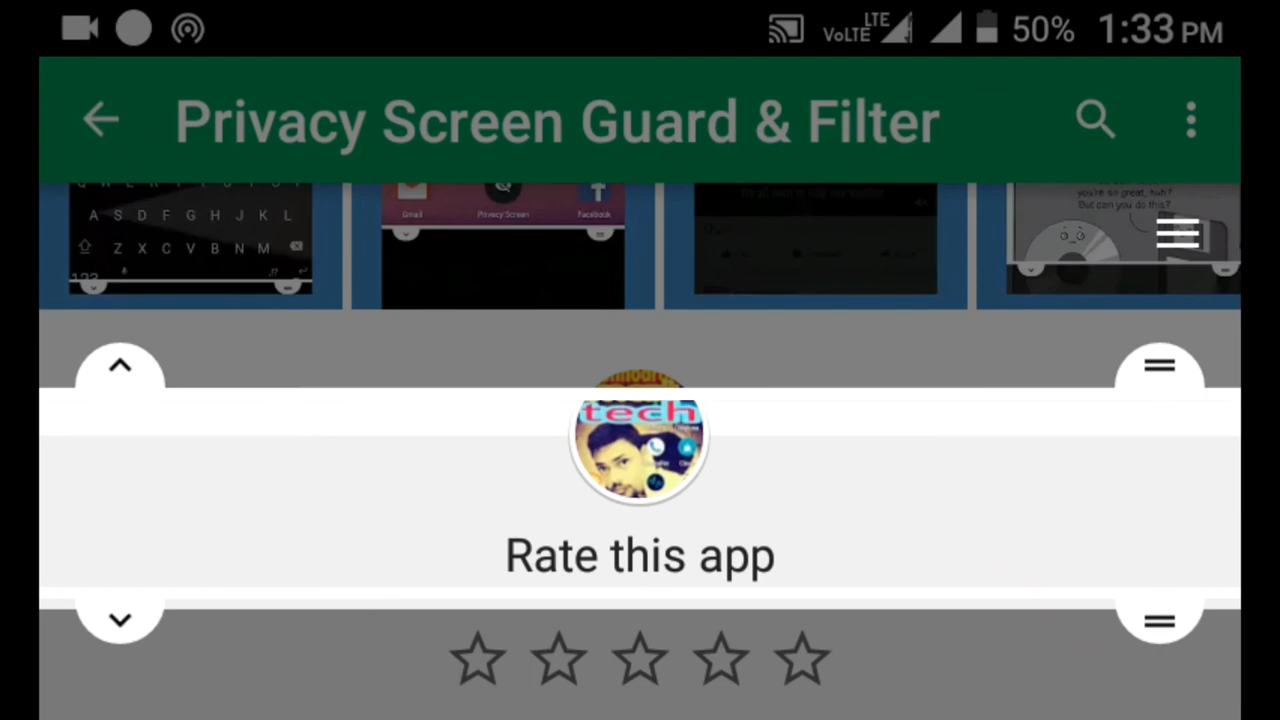 LTE
VoLTE
50% 1:33 PM
Privacy Screen Guard & Filter
A S D F G H J K L
Gmail Privacy Screen Facebook
you're so great, huh?
But can you do this?
Z X C V B N M
123
tech
Rate this app